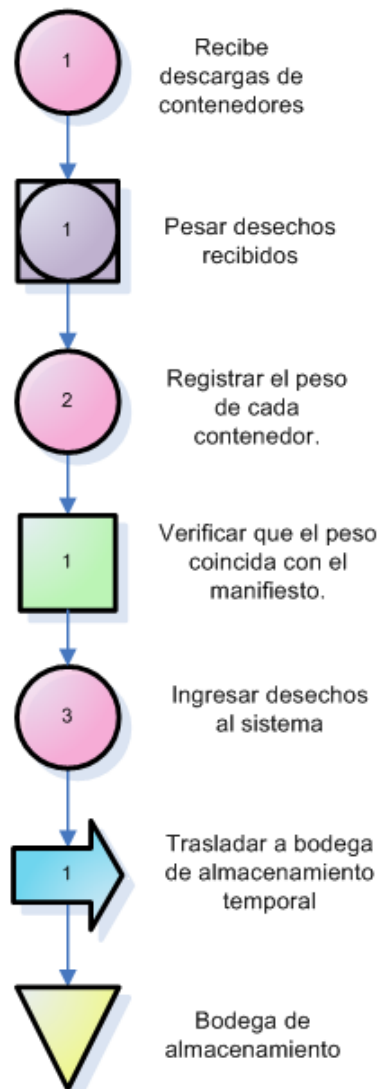 1
Recibe
descargas de
contenedores
1
Pesar desechos
recibidos
2
Registrar el peso
de cada
contenedor.
1
Verificar que el peso
coincida con el
manifiesto.
3
Ingresar desechos
al sistema
1
Trasladar a bodega
de almacenamiento
temporal
Bodega de
almacenamiento